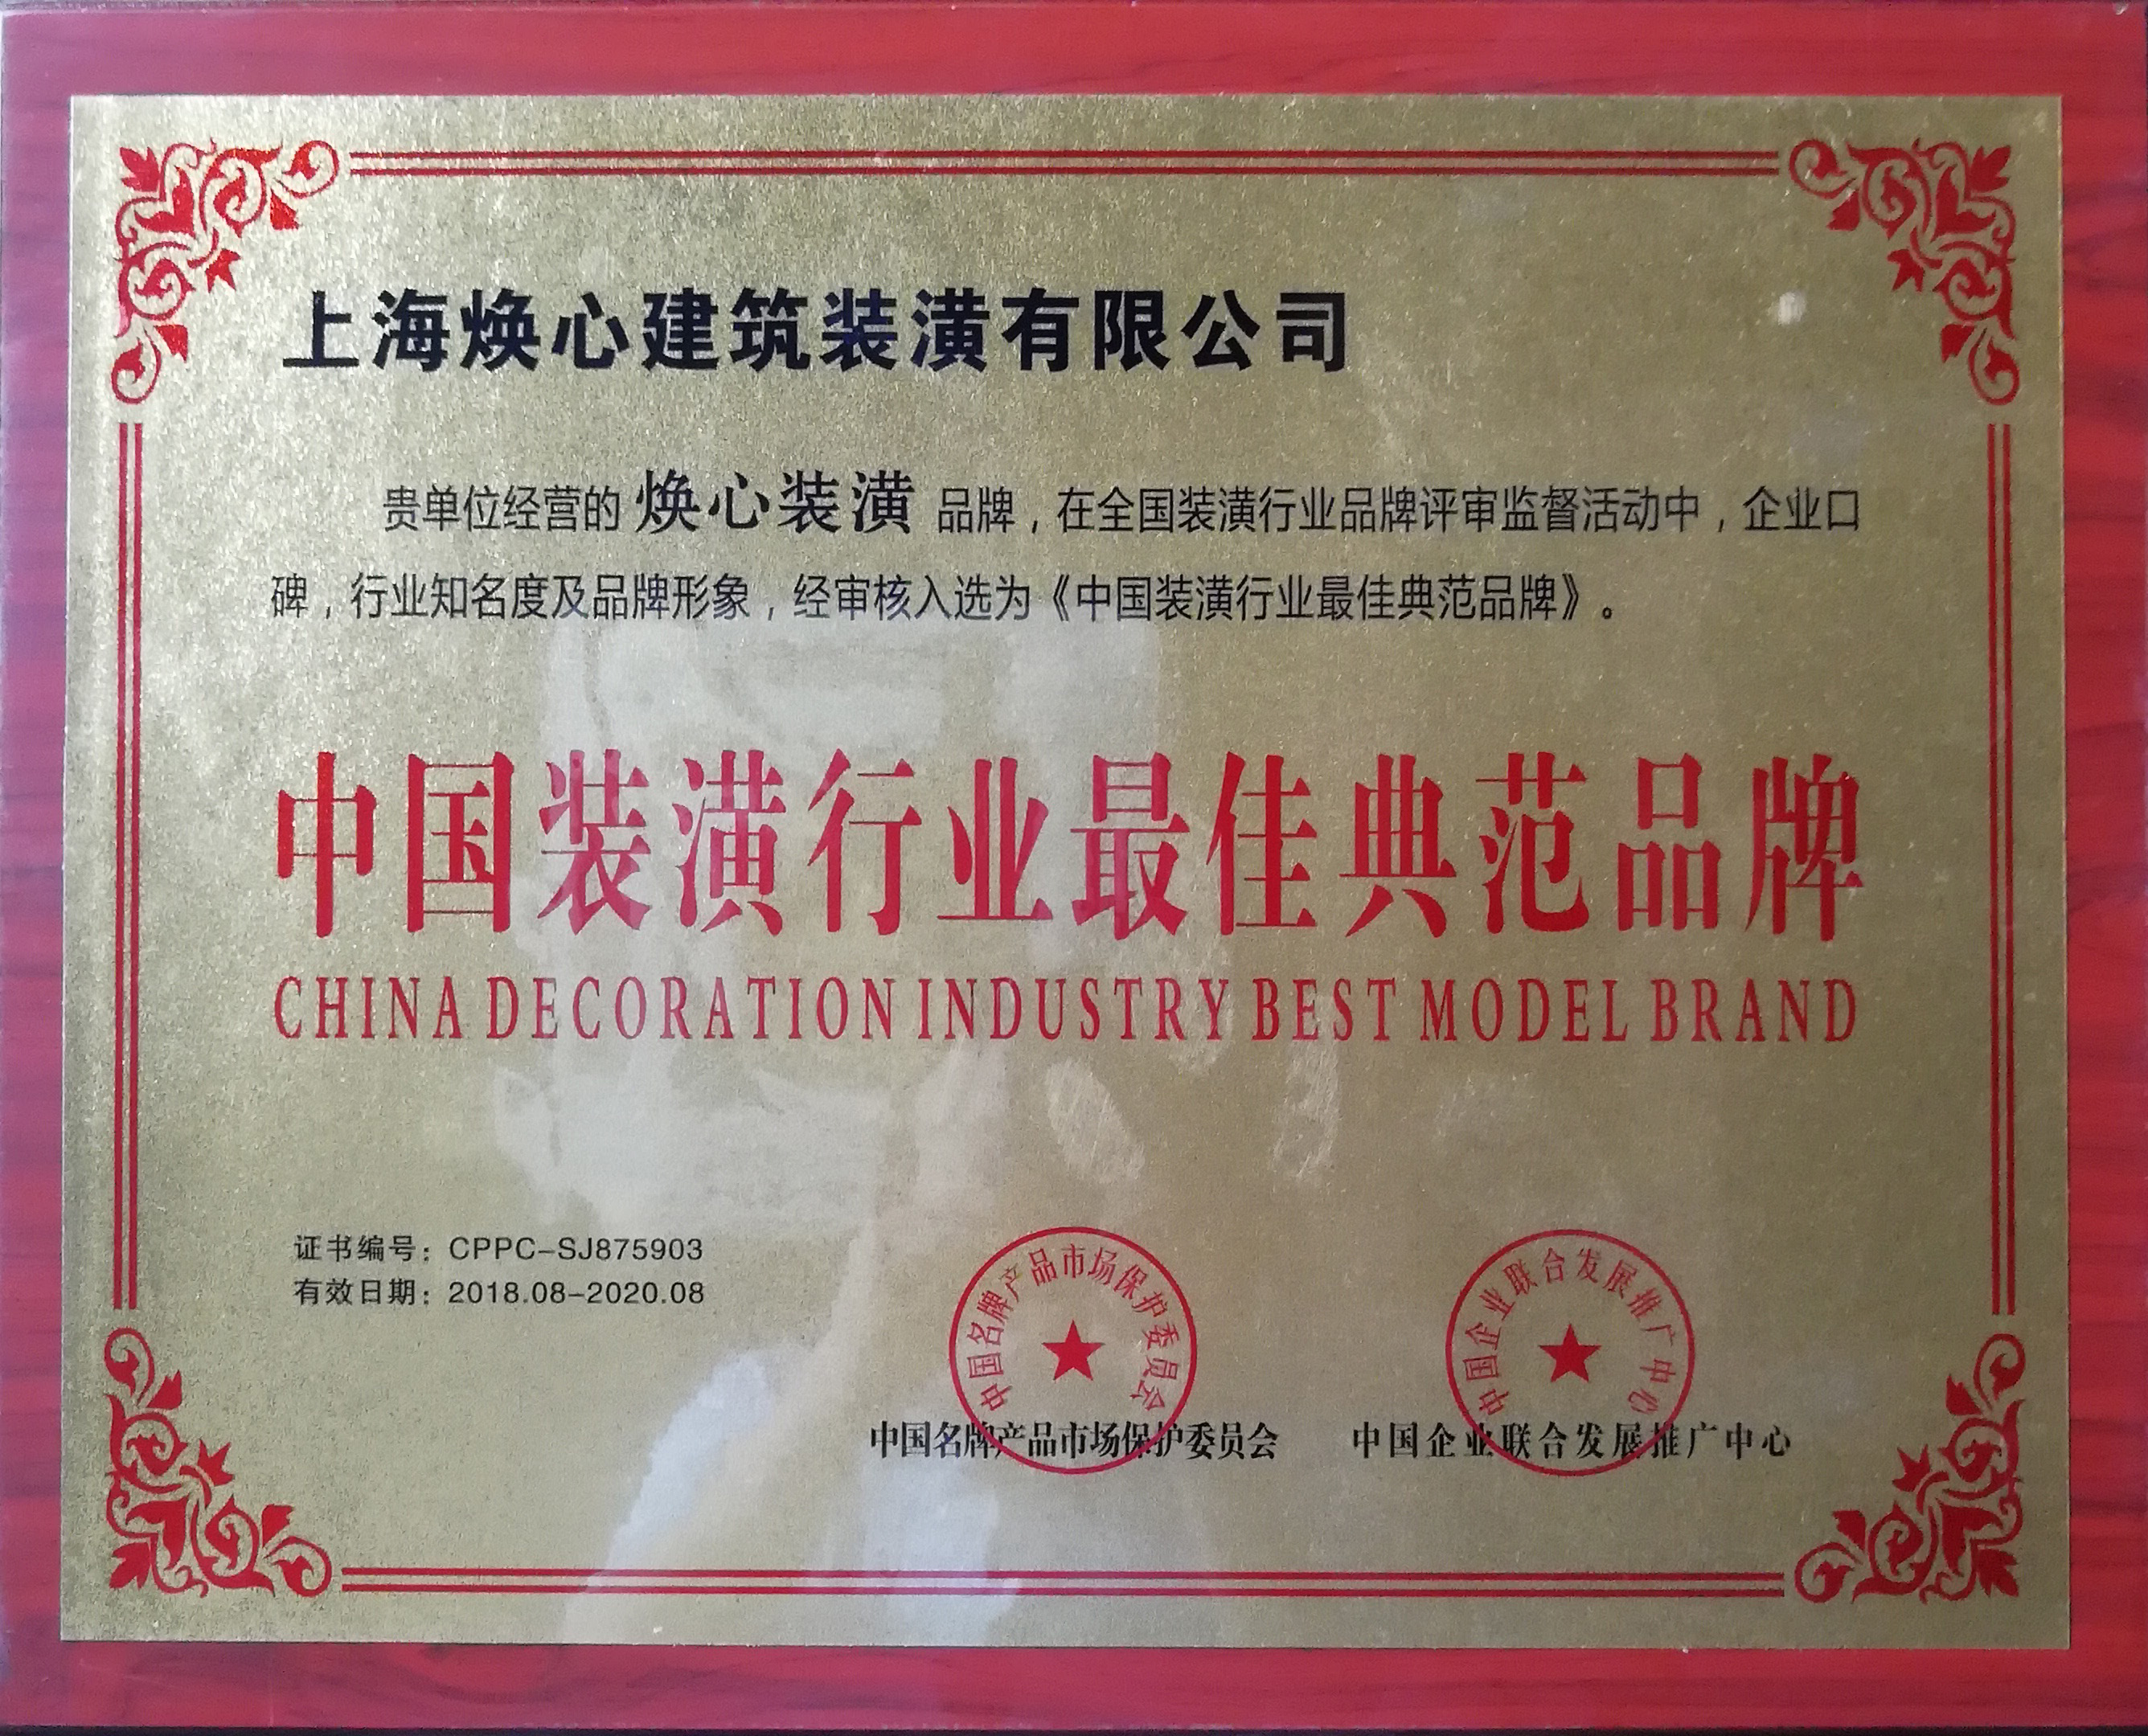 上海焕心建筑装潢有限公司
贵单位经营的 焕心装潢 品牌，在全国装潢行业品牌评审监督活动中，企业口
碑，行业知名度及品牌形象，经审核入选为《中国装潢行业最佳典范品牌》。
中国装潢行业最佳典范品牌
CHINA DECORATION INDUSTRY BEST MODEL BRAND
证书编号：CPPC-SJ875903
有效日期：2018.08-2020.08
中国名牌产品市场保护委员会
中国企业联合发展推广中心
中国名牌产品市场保护委员会
中国企业联合发展推广中心